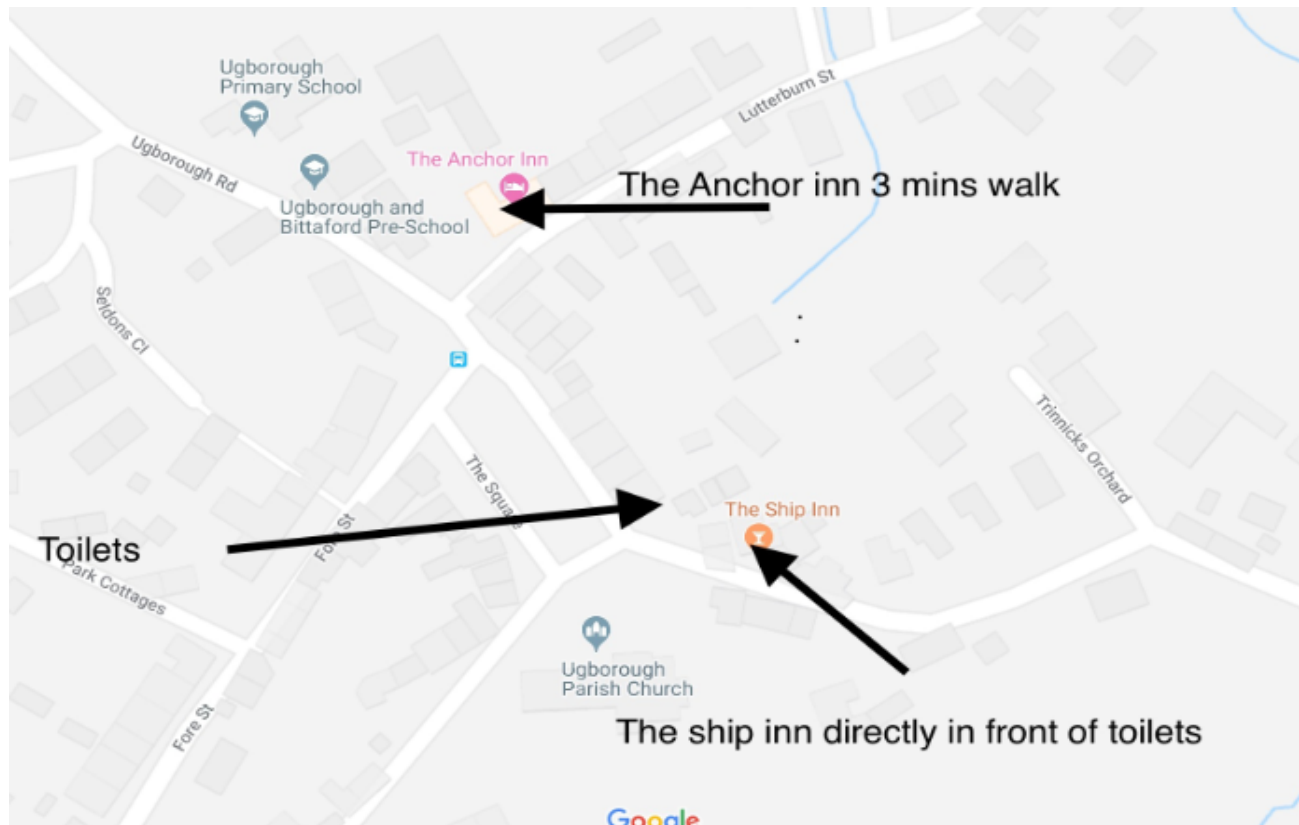 Ugborough
Primary School
Lutterburn St
Ugborough Rd
The Anchor Inn
The Anchor inn 3 mins walk
Ugborough and
Bittaford Pre-School
Seldons Cl
Trinnicks Orchard
The Square
The Ship Inn
Toilets
Fore St
Park Cottages
Ugborough
Parish Church
Fore St
The ship inn directly in front of toilets
Google